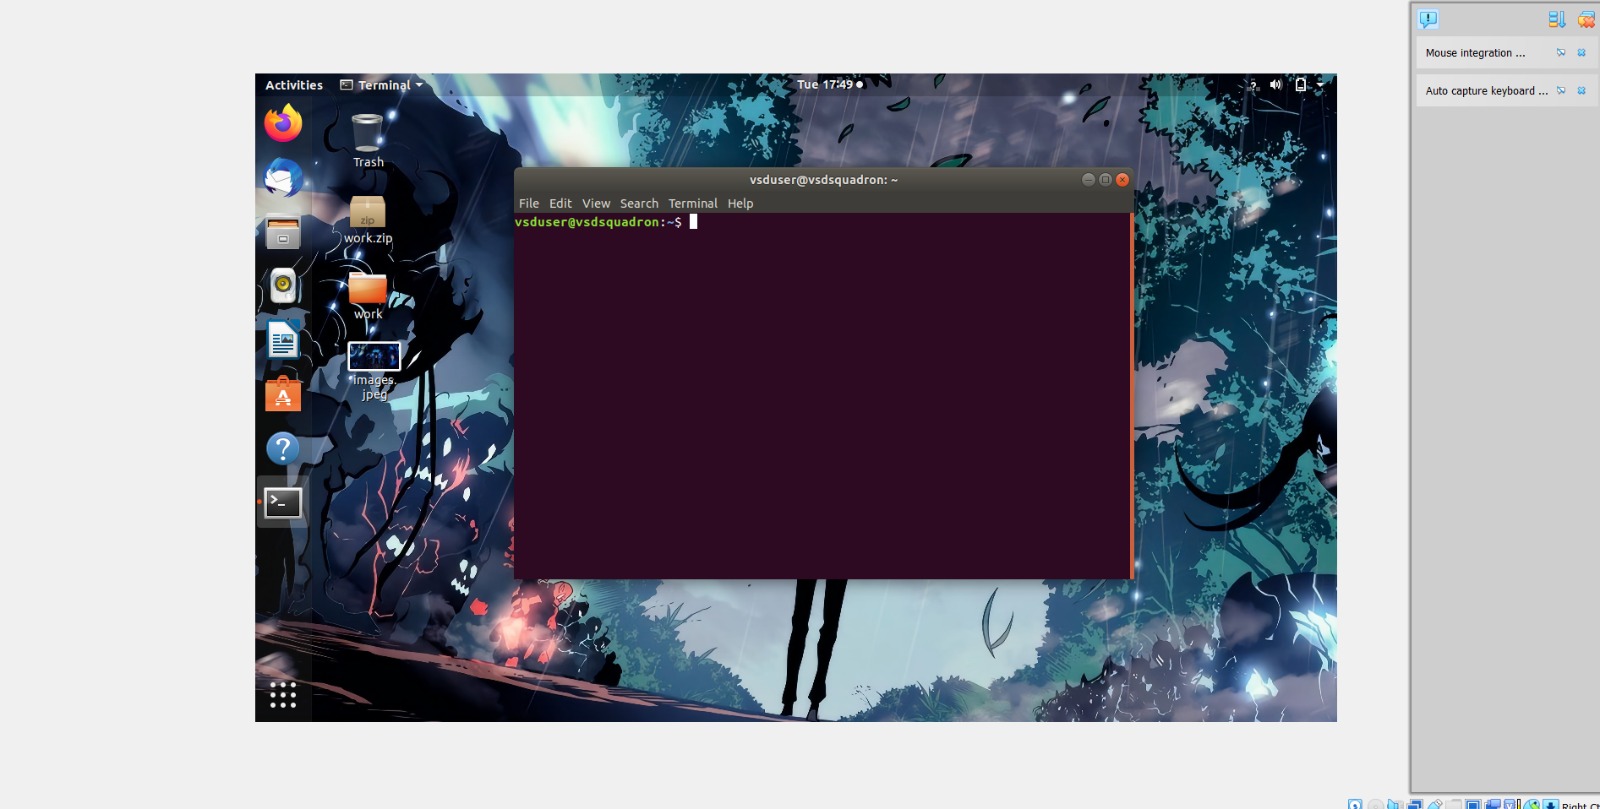 Activities Terminal
Tue 17:49
Trash
zip
work.zip
work
images.
jpeg
vsduser@vsdsquadron: ~
File Edit View Search Terminal Help
vsduser@vsdsquadron:~$
Mouse integration ...
Auto capture keyboard ...